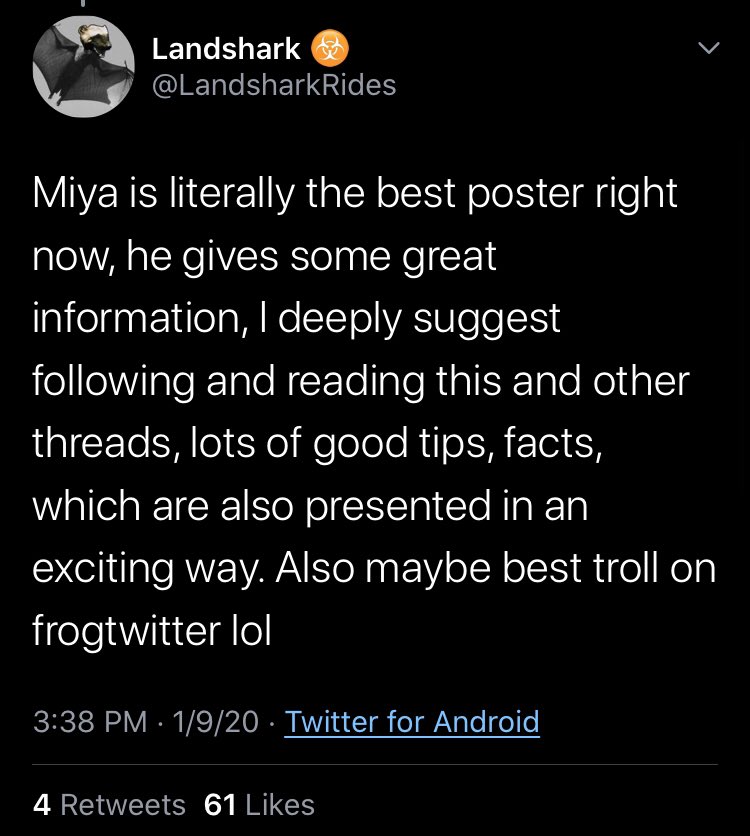 Landshark ☣️
@LandsharkRides
Miya is literally the best poster right
now, he gives some great
information, I deeply suggest
following and reading this and other
threads, lots of good tips, facts,
which are also presented in an
exciting way. Also maybe best troll on
frogtwitter lol
3:38 PM · 1/9/20 · Twitter for Android
4 Retweets 61 Likes